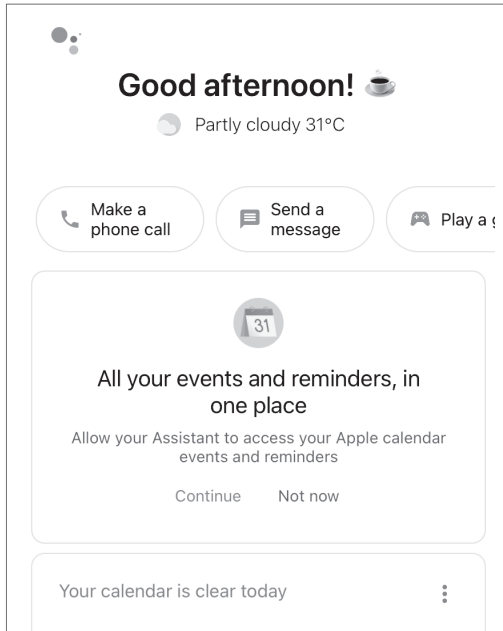 Good afternoon!
Partly cloudy 31°C
Make a
phone call
Send a
message
Play a
31
All your events and reminders, in
one place
Allow your Assistant to access your Apple calendar
events and reminders
Continue Not now
Your calendar is clear today